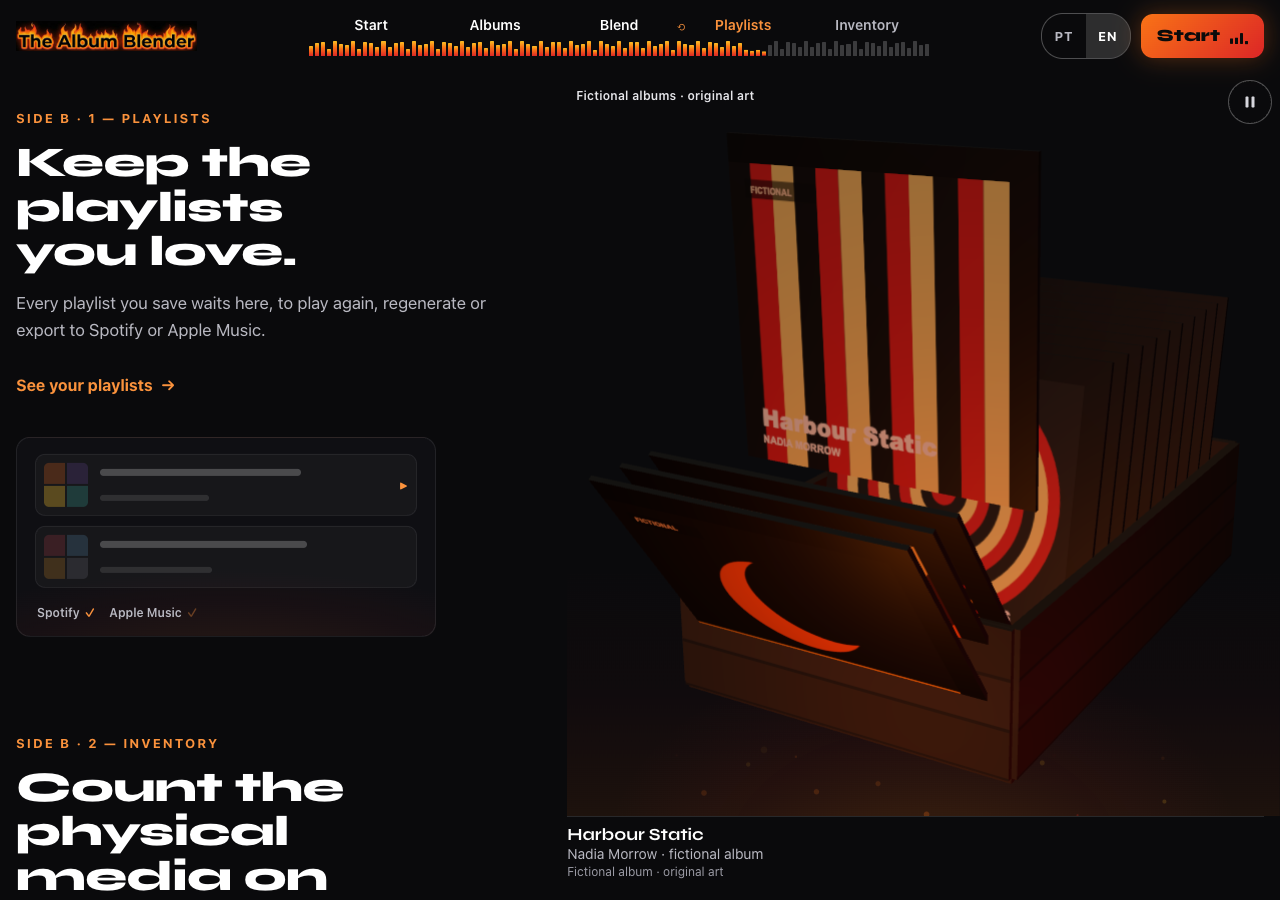 The Album Blender
Start
Albums
Blend
Playlists
Inventory
PT
EN
Start
Fictional albums · original art
SIDE B · 1 — PLAYLISTS
Keep the
playlists
you love.
Every playlist you save waits here, to play again, regenerate or
export to Spotify or Apple Music.
See your playlists →
Spotify ✓ Apple Music ✓
FICTIONAL
Harbour Static
NADIA MORROW
FICTIONAL
SIDE B · 2 — INVENTORY
Count the
physical
media on
Harbour Static
Nadia Morrow · fictional album
Fictional album · original art